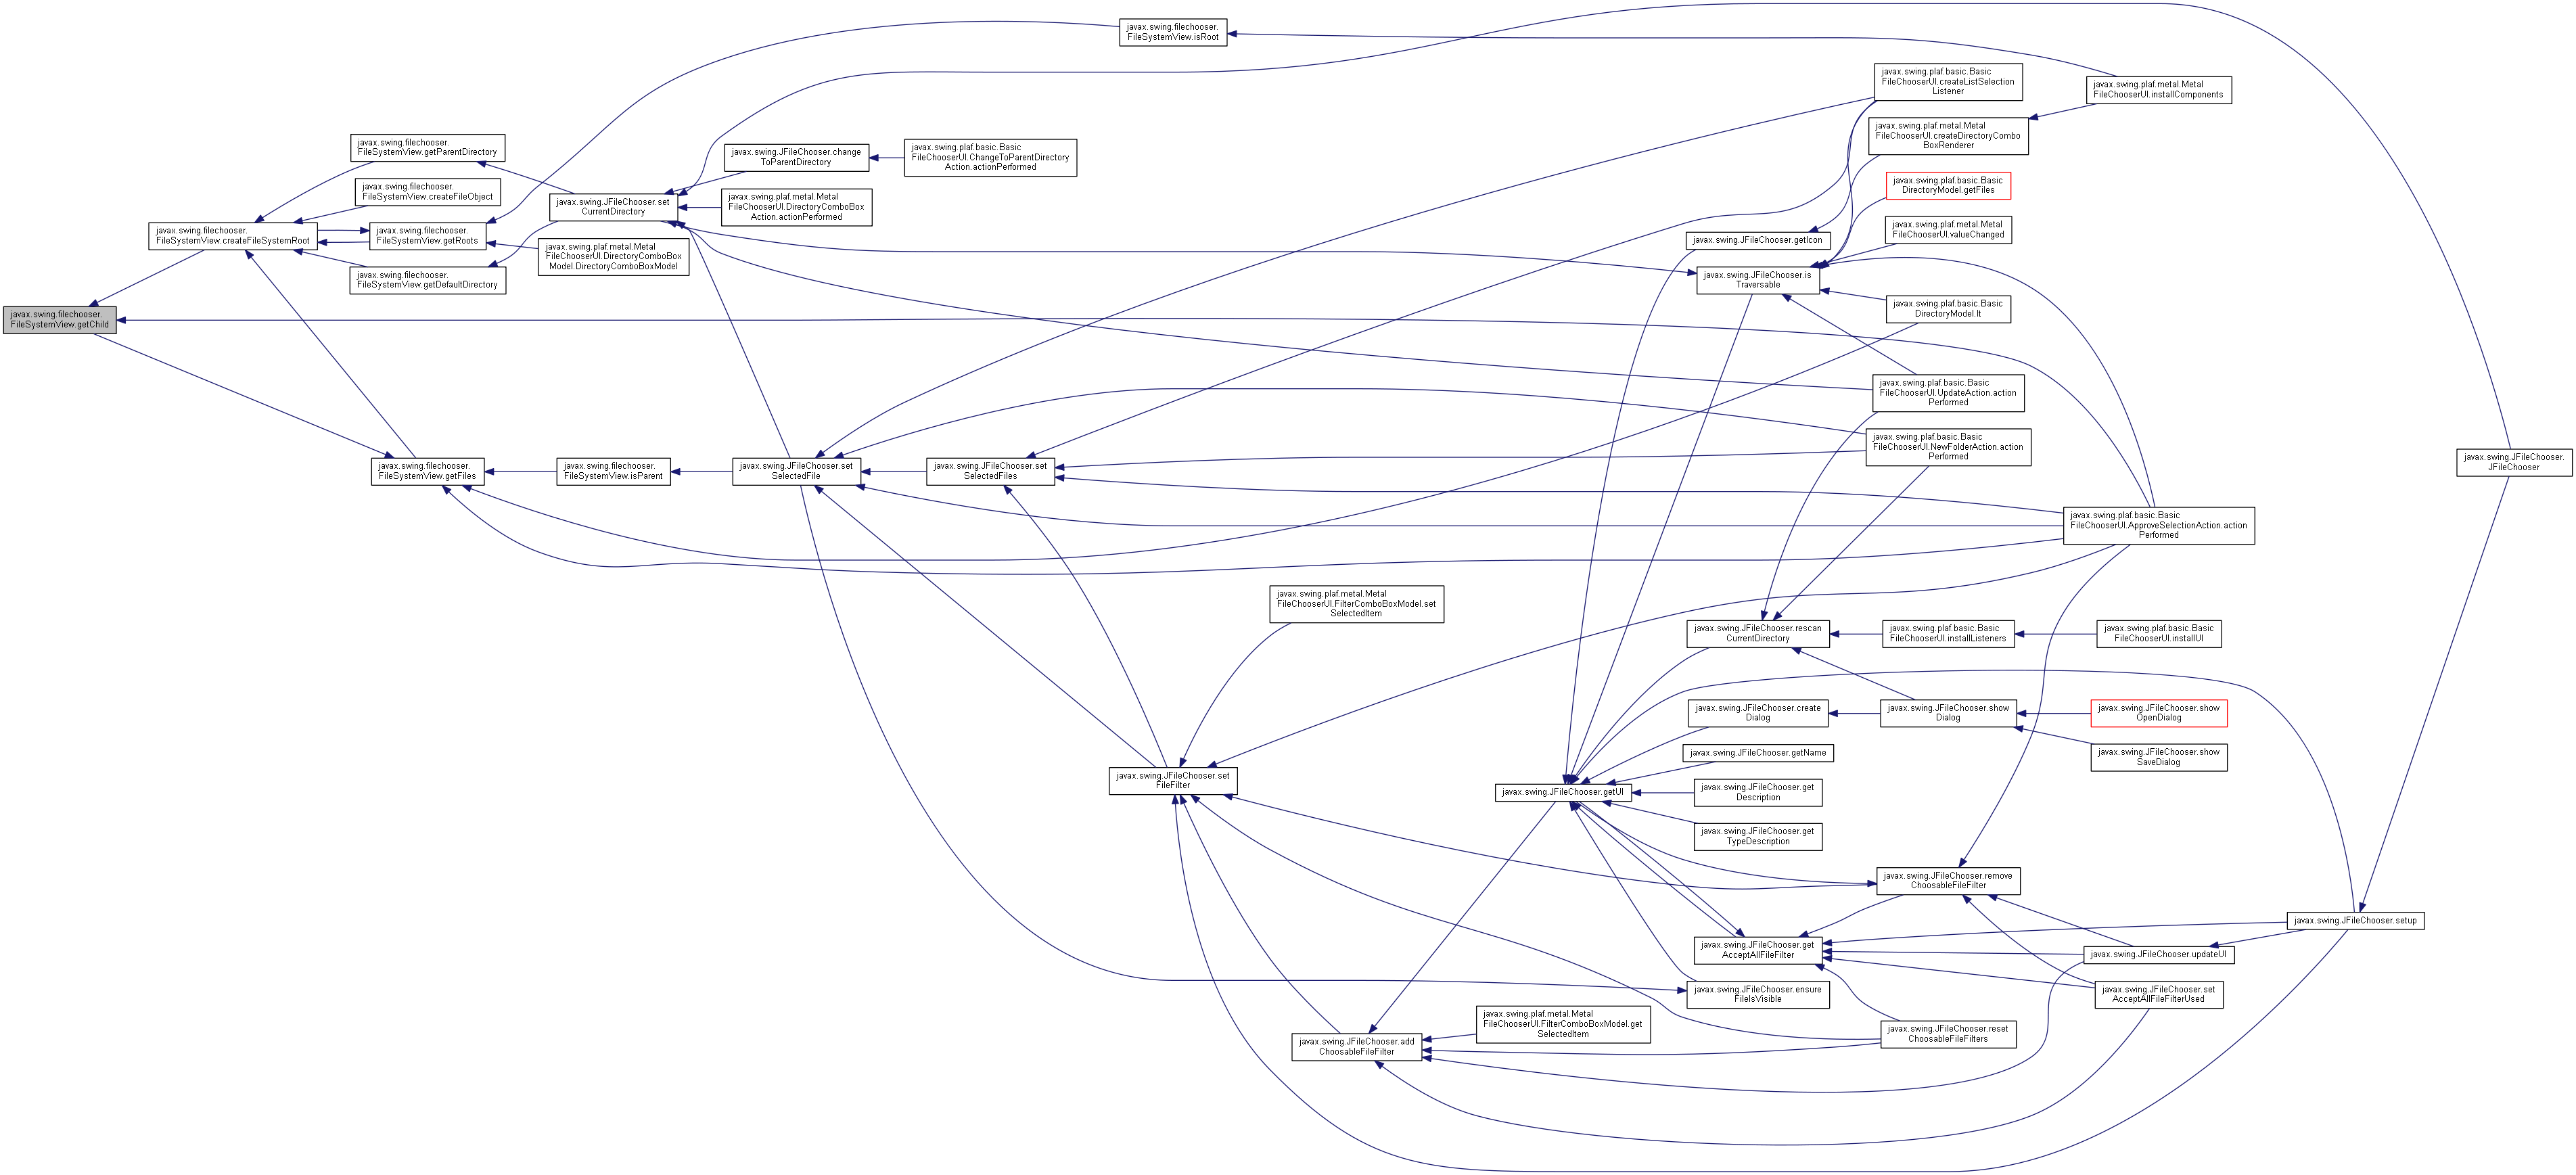 javax.swing.filechooser.
FileSystemView.getChild
javax.swing.filechooser.
FileSystemView.createFileSystemRoot
javax.swing.filechooser.
FileSystemView.getParentDirectory
javax.swing.filechooser.
FileSystemView.createFileObject
javax.swing.filechooser.
FileSystemView.getRoots
javax.swing.filechooser.
FileSystemView.getDefaultDirectory
javax.swing.filechooser.
FileSystemView.getFiles
javax.swing.JFileChooser.set
CurrentDirectory
javax.swing.plaf.metal.Metal
FileChooserUI.DirectoryComboBox
Model.DirectoryComboBoxModel
javax.swing.filechooser.
FileSystemView.isParent
javax.swing.JFileChooser.change
ToParentDirectory
javax.swing.plaf.metal.Metal
FileChooserUI.DirectoryComboBox
Action.actionPerformed
javax.swing.JFileChooser.set
SelectedFile
javax.swing.plaf.basic.Basic
FileChooserUI.ChangeToParentDirectory
Action.actionPerformed
javax.swing.JFileChooser.set
SelectedFiles
javax.swing.filechooser.
FileSystemView.isRoot
javax.swing.JFileChooser.set
FileFilter
javax.swing.plaf.metal.Metal
FileChooserUI.FilterComboBoxModel.set
SelectedItem
javax.swing.JFileChooser.add
ChoosableFileFilter
javax.swing.JFileChooser.getUI
javax.swing.plaf.metal.Metal
FileChooserUI.FilterComboBoxModel.get
SelectedItem
javax.swing.JFileChooser.getIcon
javax.swing.JFileChooser.is
Traversable
javax.swing.JFileChooser.rescan
CurrentDirectory
javax.swing.JFileChooser.create
Dialog
javax.swing.JFileChooser.getName
javax.swing.JFileChooser.get
Description
javax.swing.JFileChooser.get
TypeDescription
javax.swing.JFileChooser.get
AcceptAllFileFilter
javax.swing.JFileChooser.ensure
FileIsVisible
javax.swing.plaf.basic.Basic
FileChooserUI.createListSelection
Listener
javax.swing.plaf.metal.Metal
FileChooserUI.createDirectoryCombo
BoxRenderer
javax.swing.plaf.basic.Basic
DirectoryModel.getFiles
javax.swing.plaf.metal.Metal
FileChooserUI.valueChanged
javax.swing.plaf.basic.Basic
DirectoryModel.lt
javax.swing.plaf.basic.Basic
FileChooserUI.UpdateAction.action
Performed
javax.swing.plaf.basic.Basic
FileChooserUI.NewFolderAction.action
Performed
javax.swing.plaf.basic.Basic
FileChooserUI.installListeners
javax.swing.JFileChooser.show
Dialog
javax.swing.JFileChooser.remove
ChoosableFileFilter
javax.swing.JFileChooser.reset
ChoosableFileFilters
javax.swing.plaf.metal.Metal
FileChooserUI.installComponents
javax.swing.plaf.basic.Basic
FileChooserUI.ApproveSelectionAction.action
Performed
javax.swing.plaf.basic.Basic
FileChooserUI.installUI
javax.swing.JFileChooser.show
OpenDialog
javax.swing.JFileChooser.show
SaveDialog
javax.swing.JFileChooser.updateUI
javax.swing.JFileChooser.set
AcceptAllFileFilterUsed
javax.swing.JFileChooser.setup
javax.swing.JFileChooser.
JFileChooser